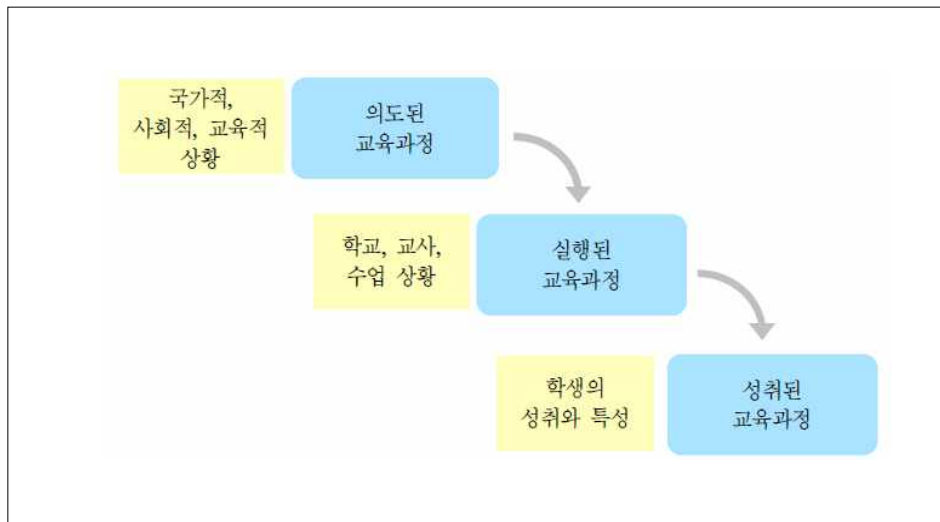 국가적,
사회적, 교육적
상황
의도된
교육과정
학교, 교사,
수업 상황
실행된
교육과정
학생의
성취와 특성
성취된
교육과정